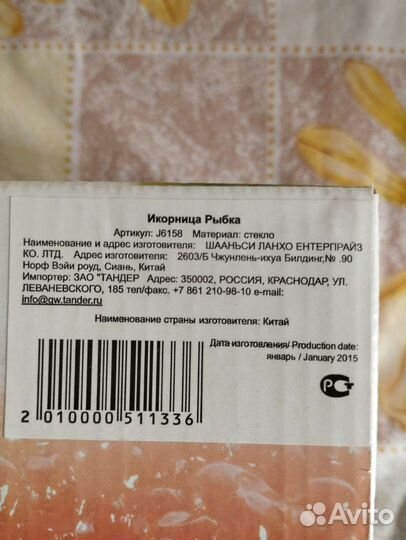 Икорница Рыбка
Артикул: J6158 Материал: стекло
Наименование и адрес изготовителя: ШААНЬСИ ЛАНХО ЕНТЕРПРАЙЗ
КО. ЛТД. Адрес изготовителя: 2603/Б Чжунлень-ихуа Билдинг,№ .90
Норф Вэйи роуд, Сиань, Китай
Импортер: ЗАО "ТАНДЕР Адрес: 350002, РОССИЯ, КРАСНОДАР, УЛ.
ЛЕВАНЕВСКОГО, 185 тел/факс. +7 861 210-98-10 e-mail:
info@gw.tander.ru
Наименование страны изготовителя: Китай
Дата изготовления/ Production date:
январь / January 2015
2 010000 511336
РСТ
Avito